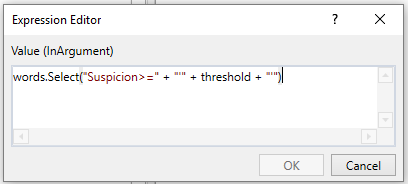 Expression Editor
?
Value (InArgument)
words.Select("Suspicion>=" + "'" + threshold + "'")
OK
Cancel